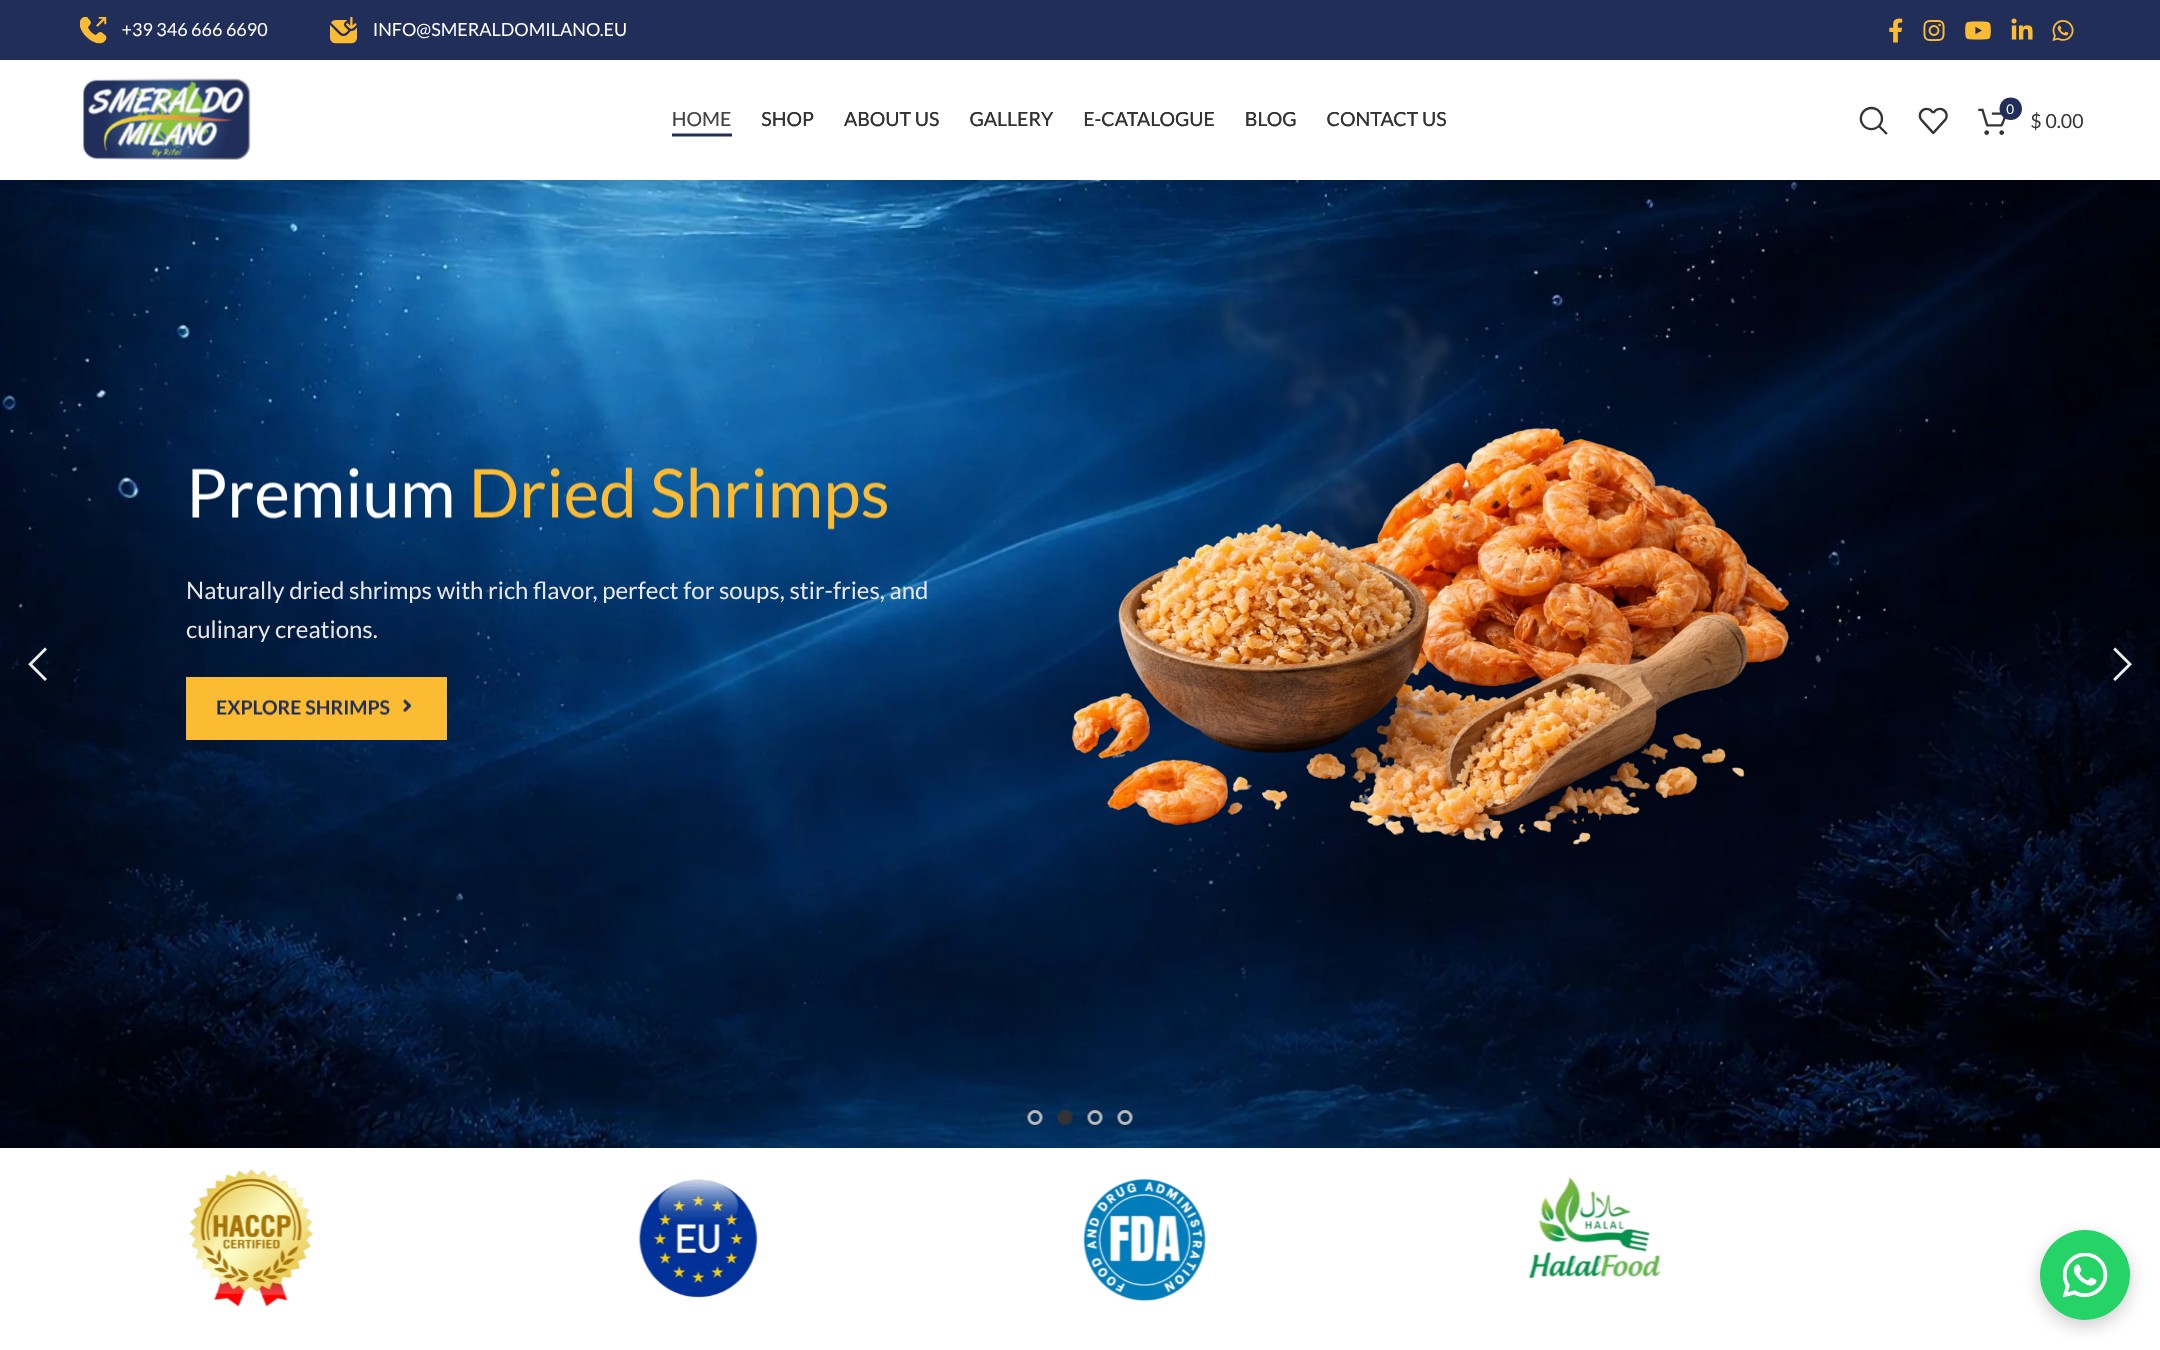 +39 346 666 6690
INFO@SMERALDOMILANO.EU
SMERALDO
MILANO
By Rifai
HOME
SHOP
ABOUT US
GALLERY
E-CATALOGUE
BLOG
CONTACT US
0
$ 0.00
Premium Dried Shrimps
Naturally dried shrimps with rich flavor, perfect for soups, stir-fries, and
culinary creations.
EXPLORE SHRIMPS
HACCP
CERTIFIED
EU
FOOD AND DRUG ADMINISTRATION
FDA
حلال
HALAL
HalalFood